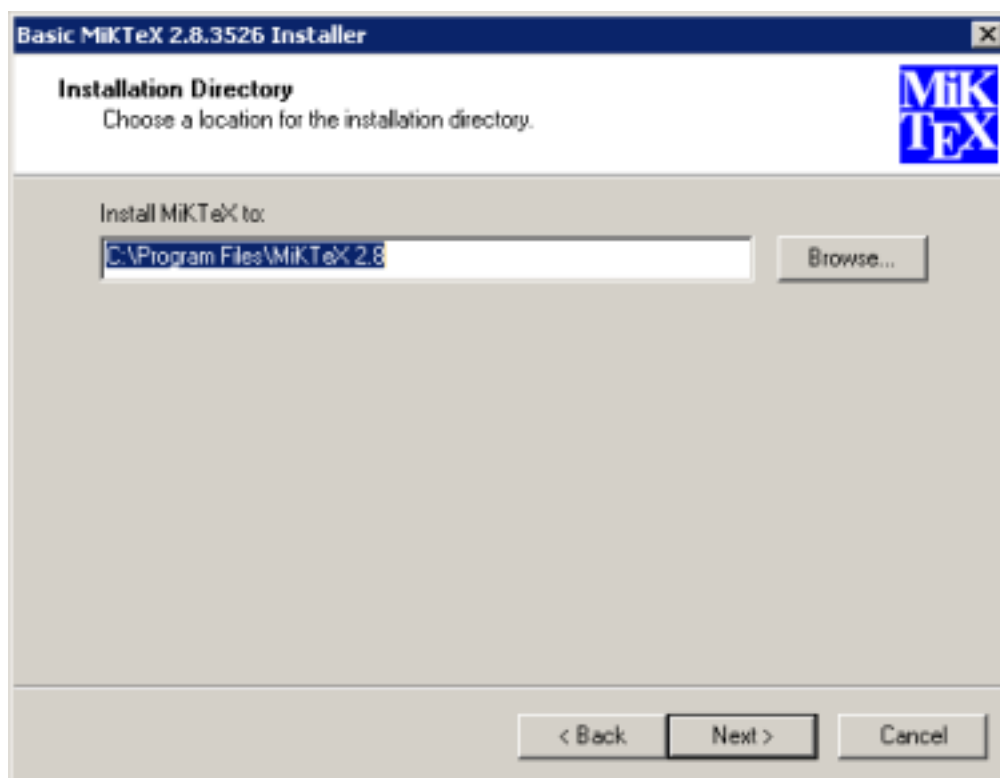 Basic MiKTeX 2.8.3526 Installer
Installation Directory
Choose a location for the installation directory.
MiK
TEX
Install MiKTeX to:
C:\Program Files\MiKTeX 2.8
Browse...
< Back
Next >
Cancel